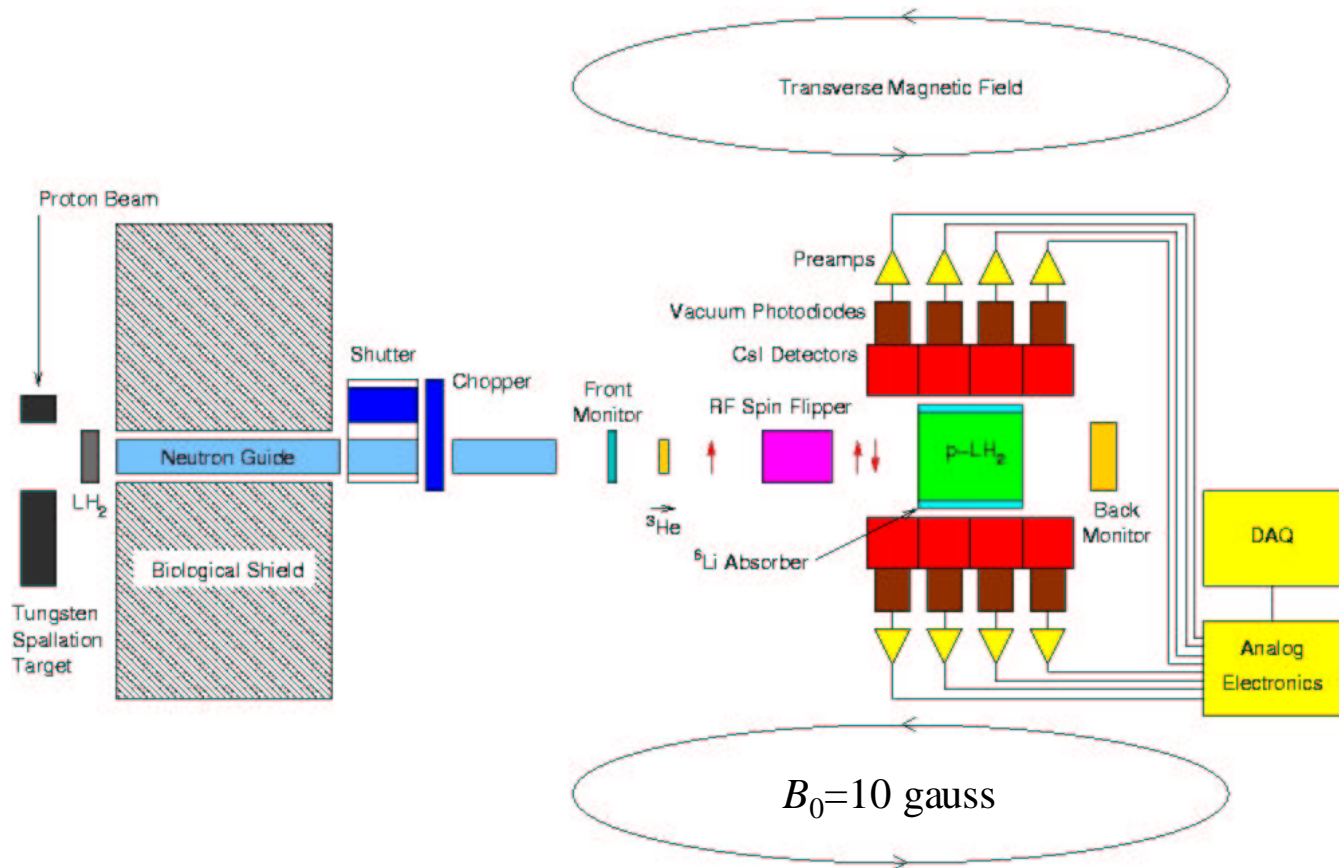 Transverse Magnetic Field
Proton Beam
Preamps
Vacuum Photodiodes
Shutter
CsI Detectors
Chopper
Front
Monitor
RF Spin Flipper
Neutron Guide
p-LH₂
LH₂
³He
Back
Monitor
DAQ
⁶Li Absorber
Biological Shield
Tungsten
Spallation
Target
Analog
Electronics
B₀=10 gauss